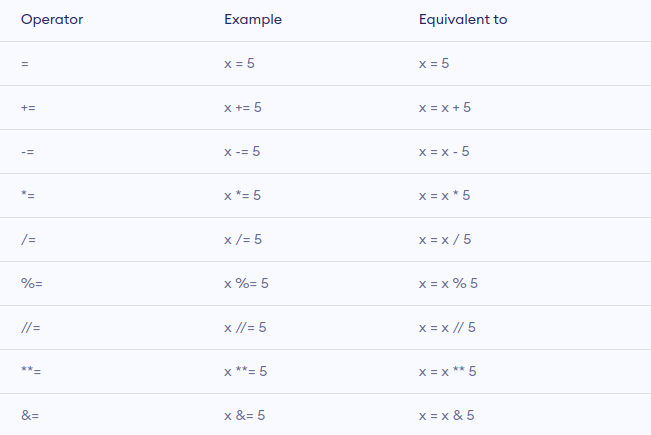 Operator Example Equivalent to
= x = 5 x = 5
+= x += 5 x = x + 5
-= x -= 5 x = x - 5
*= x *= 5 x = x * 5
/= x /= 5 x = x / 5
%= x %= 5 x = x % 5
//= x //= 5 x = x // 5
**= x **= 5 x = x ** 5
&= x &= 5 x = x & 5